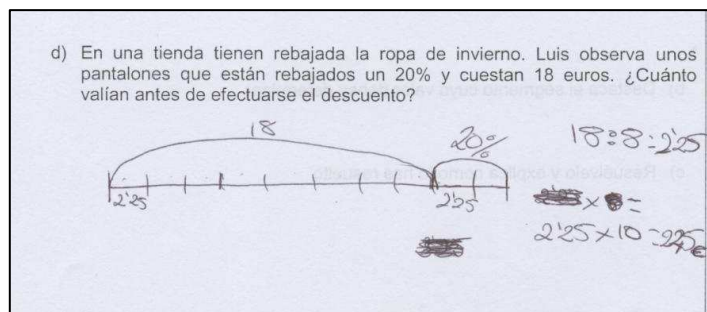 d) En una tienda tienen rebajada la ropa de invierno. Luis observa unos
pantalones que están rebajados un 20% y cuestan 18 euros. ¿Cuánto
valían antes de efectuarse el descuento?
18
20%
18:8=2'25
2'25
2'25
x =
2'25x10=22,5€